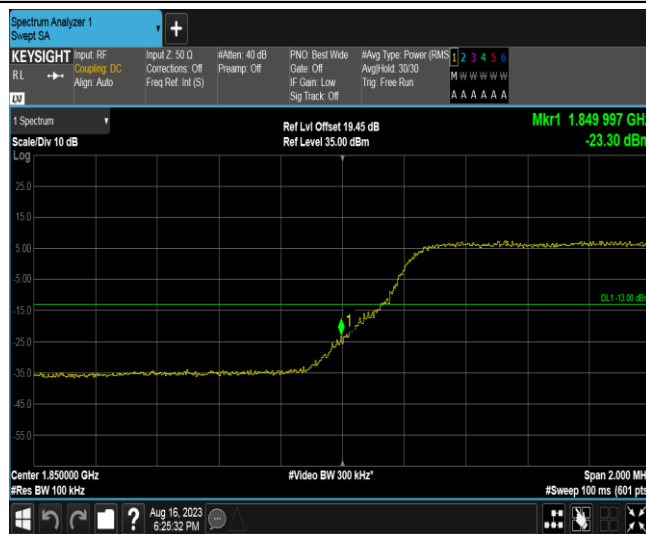 Spectrum Analyzer 1
Swept SA
+
KEYSIGHT
RL
LXI
Input: RF
Coupling: DC
Align: Auto
Input Z: 50 Ω
Corrections: Off
Freq Ref: Int (S)
#Atten: 40 dB
Preamp: Off
PNO: Best Wide
Gate: Off
IF Gain: Low
Sig Track: Off
#Avg Type: Power (RMS
Avg|Hold: 30/30
Trig: Free Run
1 2 3 4 5 6
M W W W W W
A A A A A A
1 Spectrum
Scale/Div 10 dB
Ref Lvl Offset 19.45 dB
Ref Level 35.00 dBm
Mkr1 1.849 997 GHz
-23.30 dBm
Log
25.0
15.0
5.00
-5.00
DL1 -13.00 dBm
-15.0
1
-25.0
-35.0
-45.0
-55.0
Center 1.850000 GHz
#Res BW 100 kHz
#Video BW 300 kHz*
Span 2.000 MH
#Sweep 100 ms (601 pts
?
Aug 16, 2023
6:25:32 PM